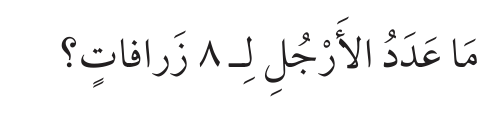 مَا عَدَدُ الأَرْجُلِ لِـ ٨ زَرافاتٍ؟